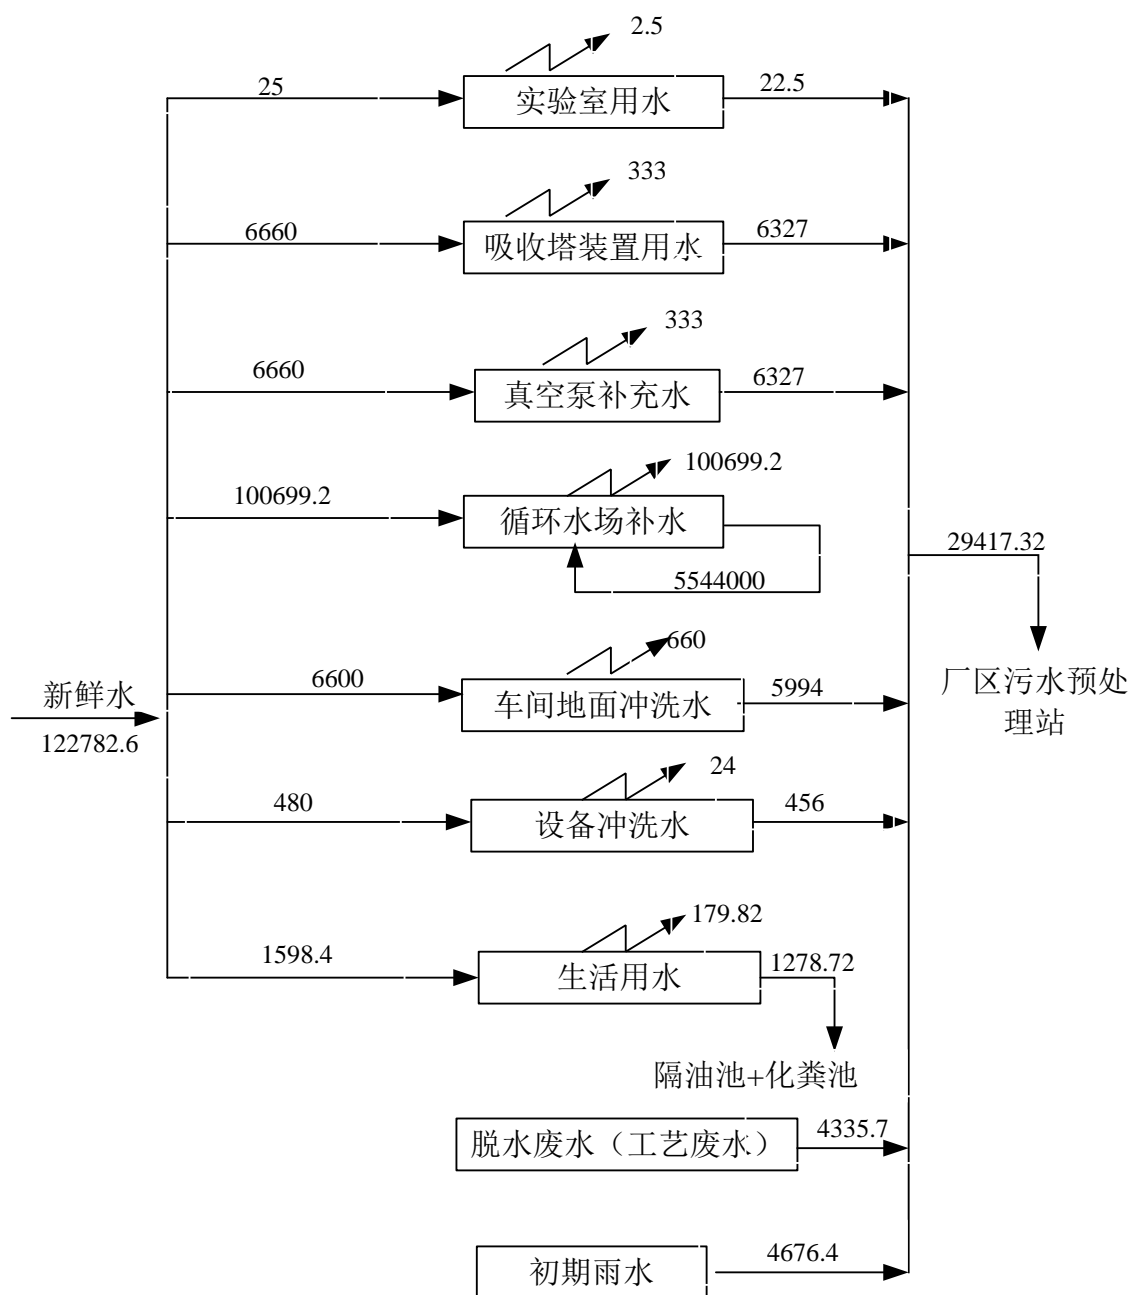 2.5
25
实验室用水
22.5
333
6660
吸收塔装置用水
6327
333
6660
真空泵补充水
6327
100699.2
100699.2
循环水场补水
5544000
29417.32
厂区污水预处
理站
新鲜水
122782.6
660
6600
车间地面冲洗水
5994
24
480
设备冲洗水
456
179.82
1598.4
生活用水
1278.72
隔油池+化粪池
脱水废水（工艺废水）
4335.7
初期雨水
4676.4